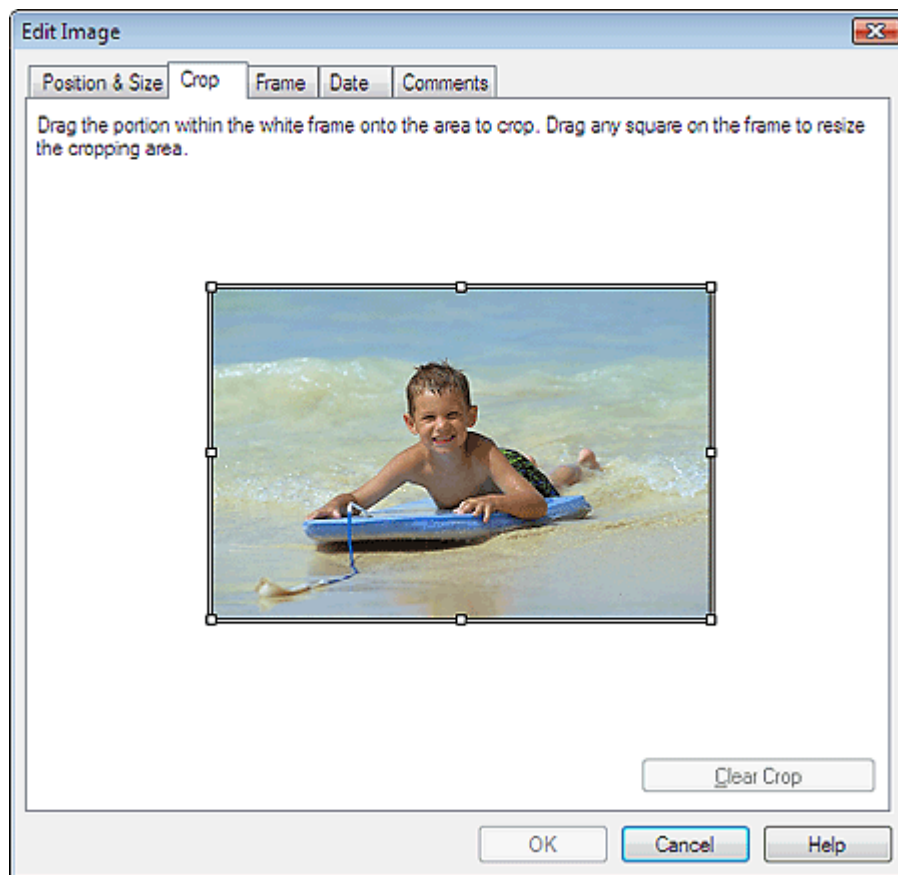 Edit Image
Position & Size Crop Frame Date Comments
Drag the portion within the white frame onto the area to crop. Drag any square on the frame to resize
the cropping area.
Clear Crop
OK Cancel Help